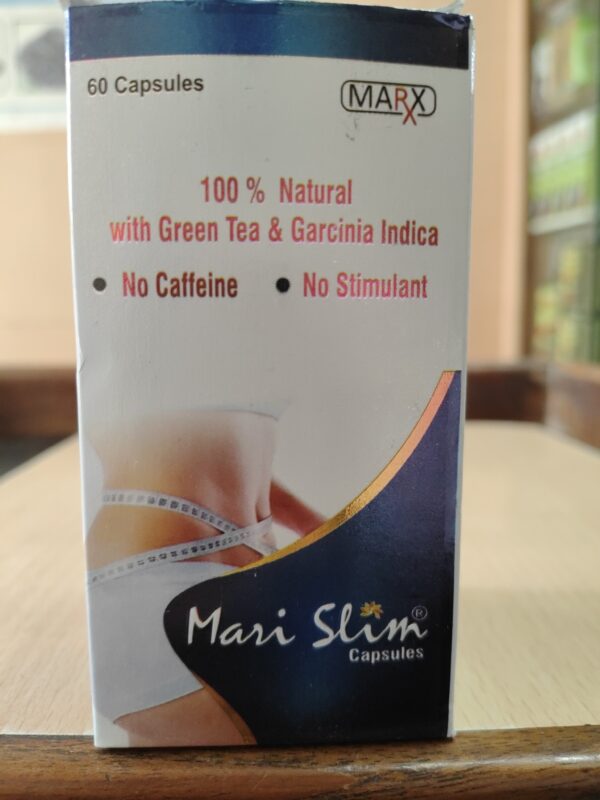 60 Capsules
MARX
100 % Natural
with Green Tea & Garcinia Indica
• No Caffeine • No Stimulant
Mari Slim®
Capsules